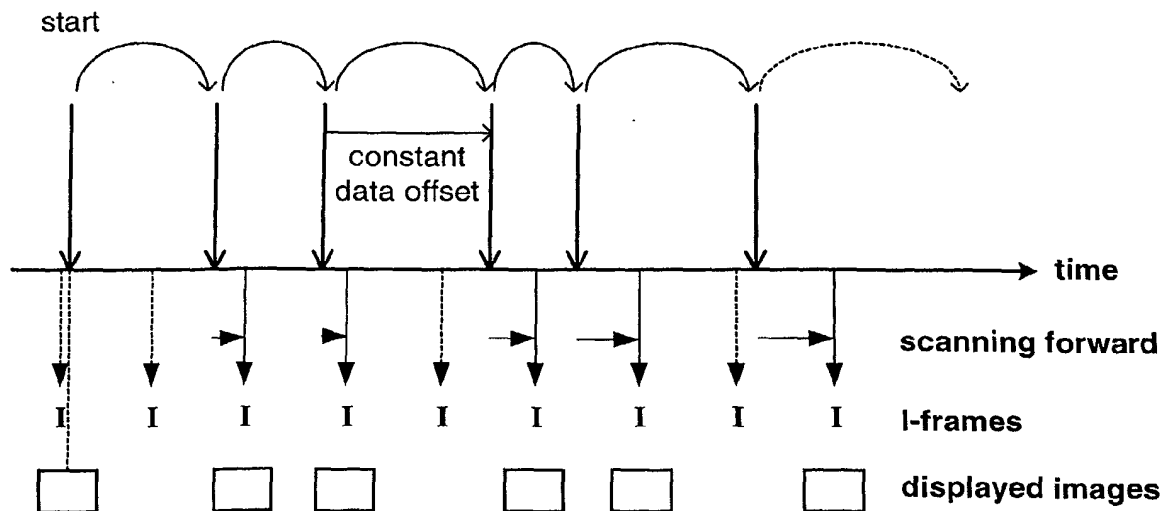 start
constant
data offset
time
scanning forward
I I I I I I I I I I-frames
displayed images